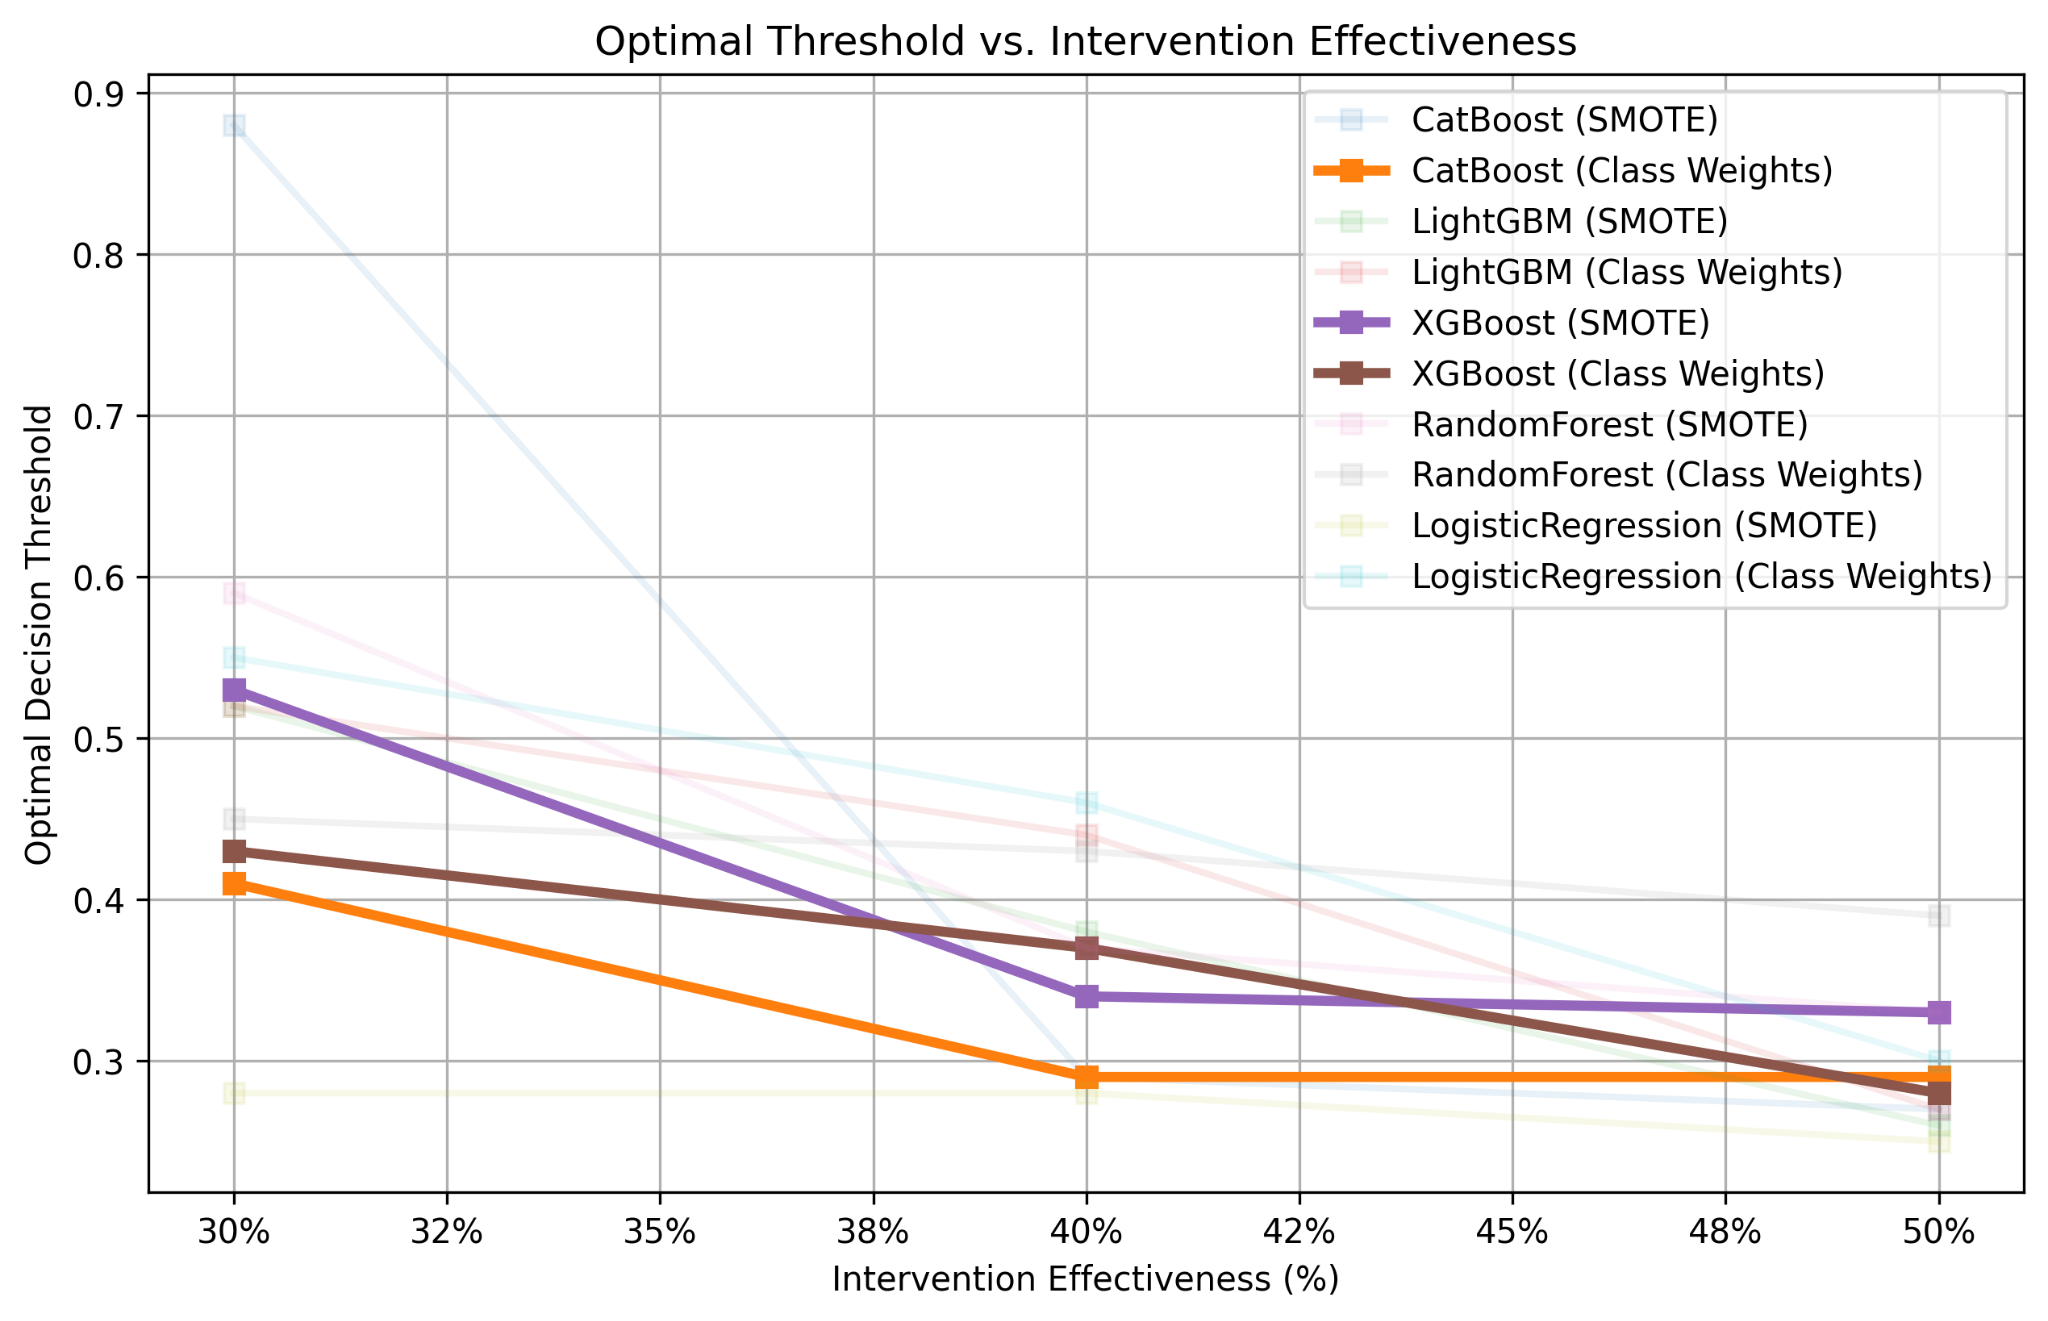 Optimal Threshold vs. Intervention Effectiveness
Optimal Decision Threshold
0.9
0.8
0.7
0.6
0.5
0.4
0.3
CatBoost (SMOTE)
CatBoost (Class Weights)
LightGBM (SMOTE)
LightGBM (Class Weights)
XGBoost (SMOTE)
XGBoost (Class Weights)
RandomForest (SMOTE)
RandomForest (Class Weights)
LogisticRegression (SMOTE)
LogisticRegression (Class Weights)
30% 32% 35% 38% 40% 42% 45% 48% 50%
Intervention Effectiveness (%)